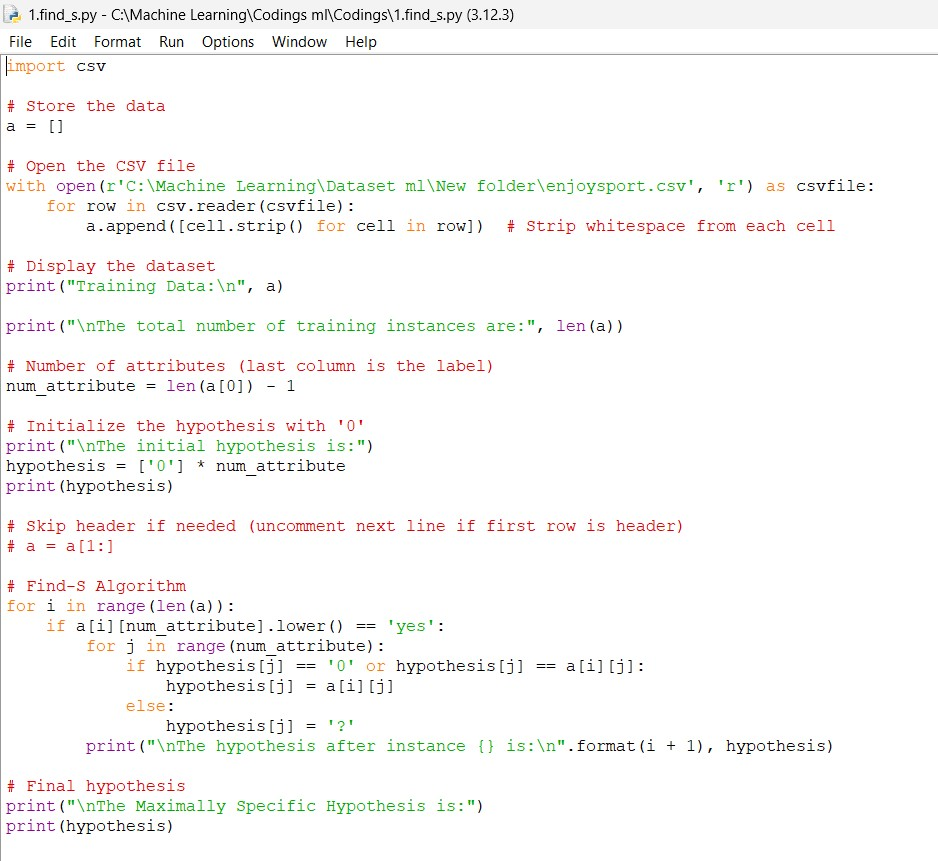 1.find_s.py - C:\Machine Learning\Codings ml\Codings\1.find_s.py (3.12.3)
File Edit Format Run Options Window Help
import csv

# Store the data
a = []

# Open the CSV file
with open(r'C:\Machine Learning\Dataset ml\New folder\enjoysport.csv', 'r') as csvfile:
    for row in csv.reader(csvfile):
        a.append([cell.strip() for cell in row])  # Strip whitespace from each cell

# Display the dataset
print("Training Data:\n", a)

print("\nThe total number of training instances are:", len(a))

# Number of attributes (last column is the label)
num_attribute = len(a[0]) - 1

# Initialize the hypothesis with '0'
print("\nThe initial hypothesis is:")
hypothesis = ['0'] * num_attribute
print(hypothesis)

# Skip header if needed (uncomment next line if first row is header)
# a = a[1:]

# Find-S Algorithm
for i in range(len(a)):
    if a[i][num_attribute].lower() == 'yes':
        for j in range(num_attribute):
            if hypothesis[j] == '0' or hypothesis[j] == a[i][j]:
                hypothesis[j] = a[i][j]
            else:
                hypothesis[j] = '?'
        print("\nThe hypothesis after instance {} is:\n".format(i + 1), hypothesis)

# Final hypothesis
print("\nThe Maximally Specific Hypothesis is:")
print(hypothesis)